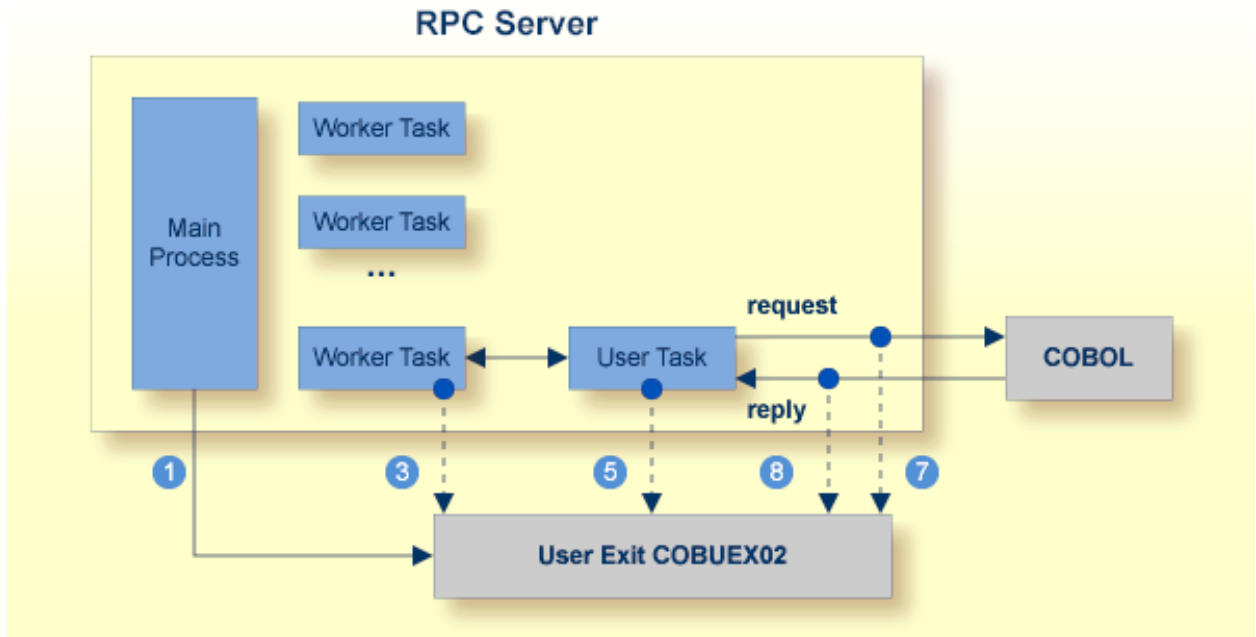 RPC Server
Worker Task
Main
Process
Worker Task
...
request
Worker Task
User Task
COBOL
reply
1
3
5
8
7
User Exit COBUEX02